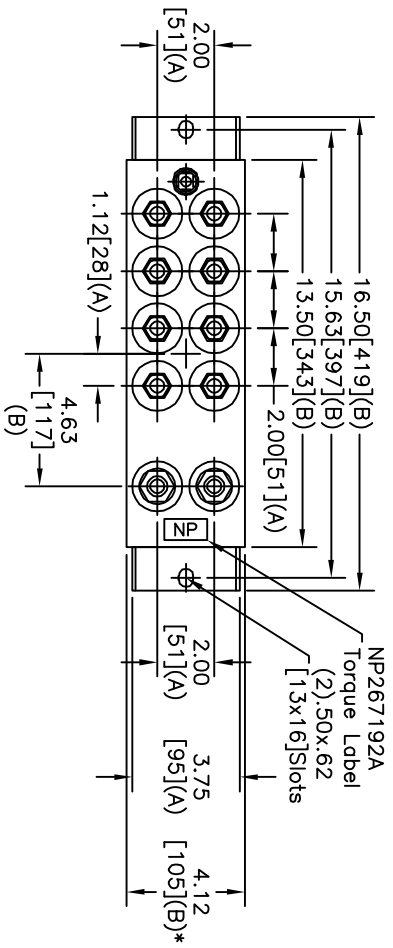 16.50[419](B)
15.63[397](B)
13.50[343](B)
2.00[51](A)
2.00
[51](A)
1.12[28](A)
4.63
[117]
(B)
NP
NP267192A
Torque Label
(2).50x.62
[13x16]Slots
2.00
[51](A)
3.75
[95](A)
4.12
[105](B)*